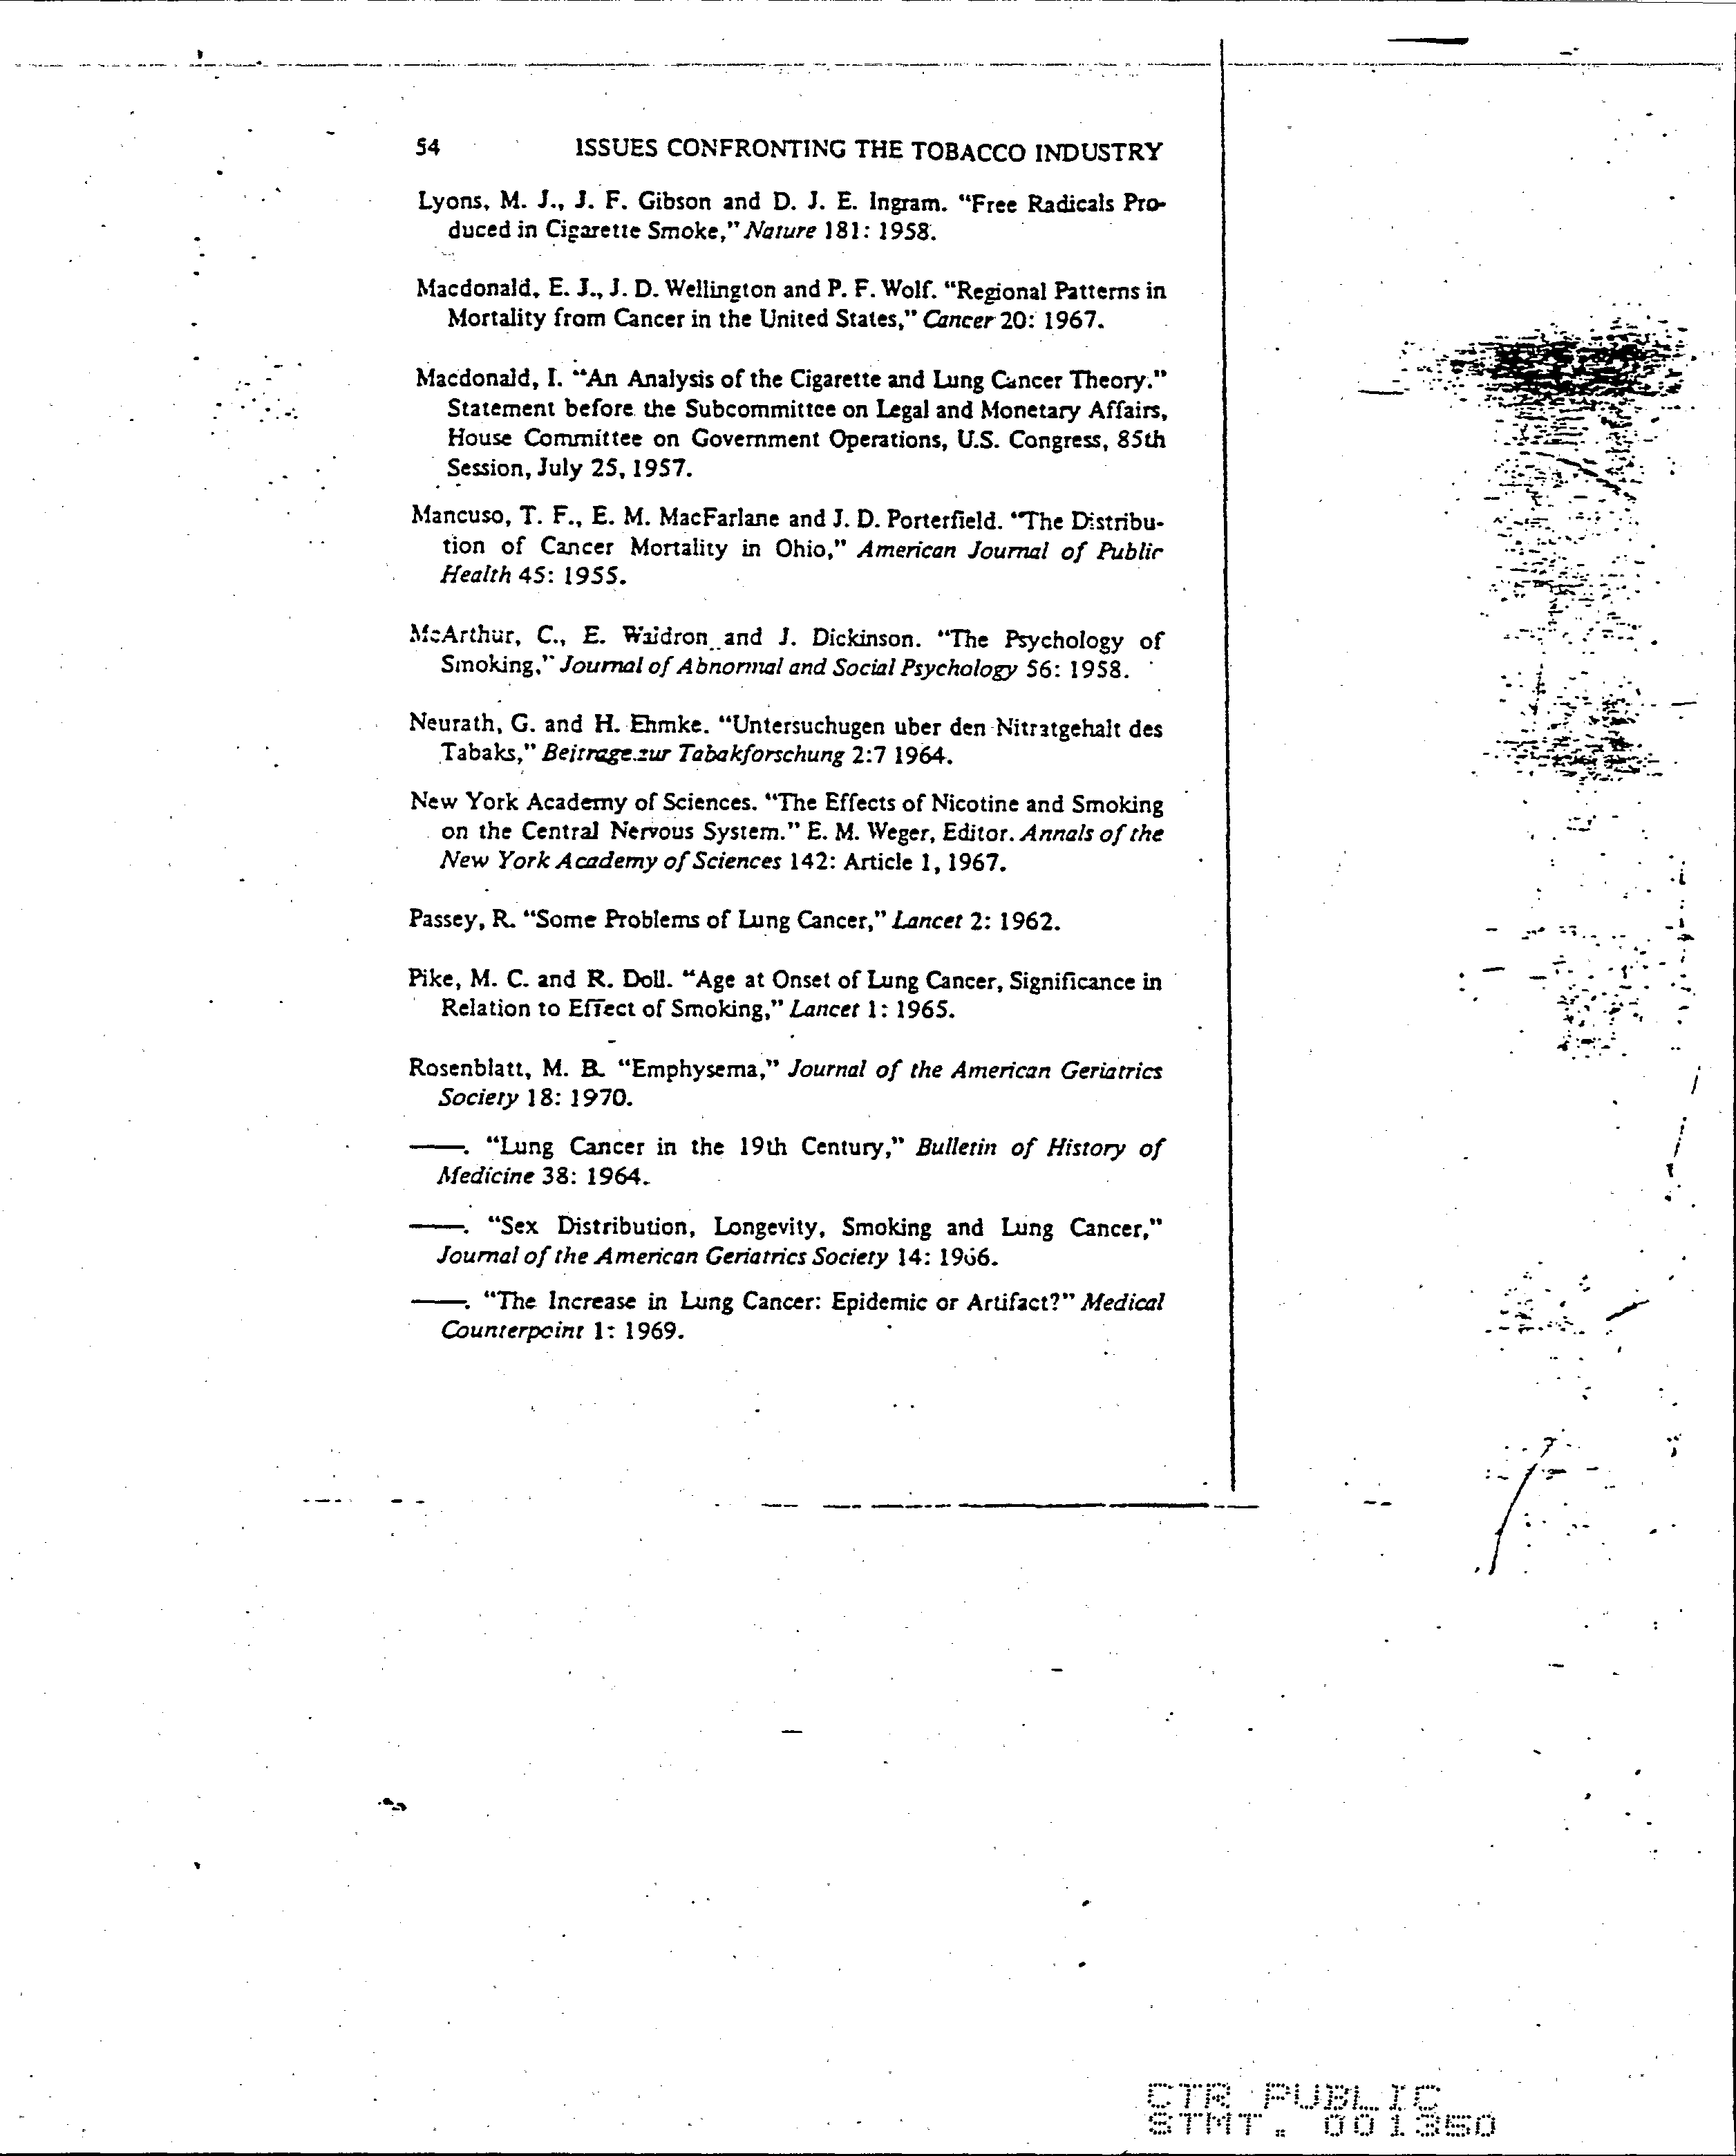 54 ISSUES CONFRONTING THE TOBACCO INDUSTRY
Lyons, M. J., J. F. Gibson and D. J. E. Ingram. “Free Radicals Pro-
duced in Cigarette Smoke,” Nature 181: 1958.
Macdonald, E. J., J. D. Wellington and P. F. Wolf. “Regional Patterns in
Mortality from Cancer in the United States,” Cancer 20: 1967.
Macdonald, I. “An Analysis of the Cigarette and Lung Cancer Theory.”
Statement before the Subcommittee on Legal and Monetary Affairs,
House Committee on Government Operations, U.S. Congress, 85th
Session, July 25, 1957.
Mancuso, T. F., E. M. MacFarlane and J. D. Porterfield. “The Distribu-
tion of Cancer Mortality in Ohio,” American Journal of Public
Health 45: 1955.
McArthur, C., E. Waldron and J. Dickinson. “The Psychology of
Smoking,” Journal of Abnormal and Social Psychology 56: 1958.
Neurath, G. and H. Ehmke. “Untersuchugen uber den Nitratgehalt des
Tabaks,” Beitrage zur Tabakforschung 2:7 1964.
New York Academy of Sciences. “The Effects of Nicotine and Smoking
on the Central Nervous System.” E. M. Weger, Editor. Annals of the
New York Academy of Sciences 142: Article 1, 1967.
Passey, R. “Some Problems of Lung Cancer,” Lancet 2: 1962.
Pike, M. C. and R. Doll. “Age at Onset of Lung Cancer, Significance in
Relation to Effect of Smoking,” Lancet 1: 1965.
Rosenblatt, M. B. “Emphysema,” Journal of the American Geriatrics
Society 18: 1970.
——. “Lung Cancer in the 19th Century,” Bulletin of History of
Medicine 38: 1964.
——. “Sex Distribution, Longevity, Smoking and Lung Cancer,”
Journal of the American Geriatrics Society 14: 1966.
——. “The Increase in Lung Cancer: Epidemic or Artifact?” Medical
Counterpoint 1: 1969.
CTR PUBLIC
STMT. 001350